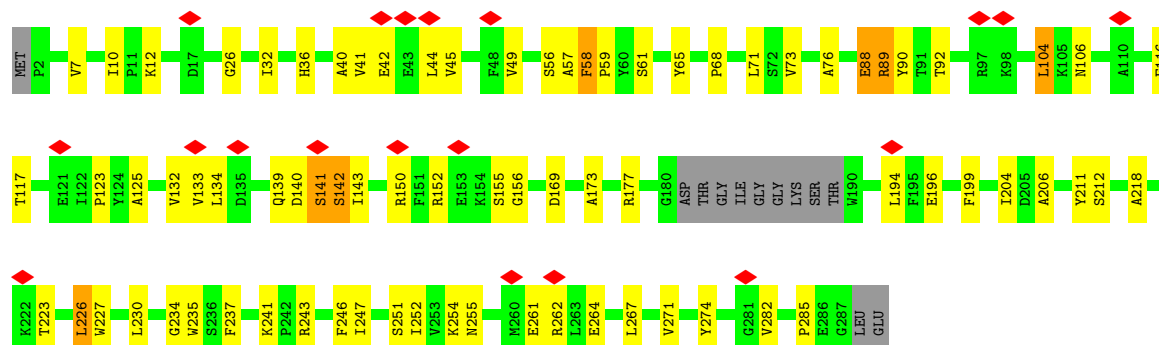 MET P2 V7 I10 P11 K12 D17 G26 I32 H36 A40 V41 E42 E43 L44 V45 F48 V49 S56 A57 F58 P59 Y60 S61 Y65 P68 L71 S72 V73 A76 E88 R89 Y90 T91 T92 R97 K98 L104 K105 N106 A110
T117 E121 I122 P123 Y124 A125 V132 V133 L134 D135 Q139 D140 S141 S142 I143 R150 F151 R152 E153 K154 S155 G156 D169 A173 R177 G180 ASP THR GLY ILE GLY GLY LYS SER THR W190 L194 F195 E196 F199 I204 D205 A206 Y211 S212 A218
K222 T223 L226 W227 L230 G234 W235 S236 F237 K241 P242 R243 F246 I247 S251 I252 V253 K254 N255 M260 E261 R262 L263 E264 L267 V271 Y274 G281 V282 P285 E286 G287 LEU GLU